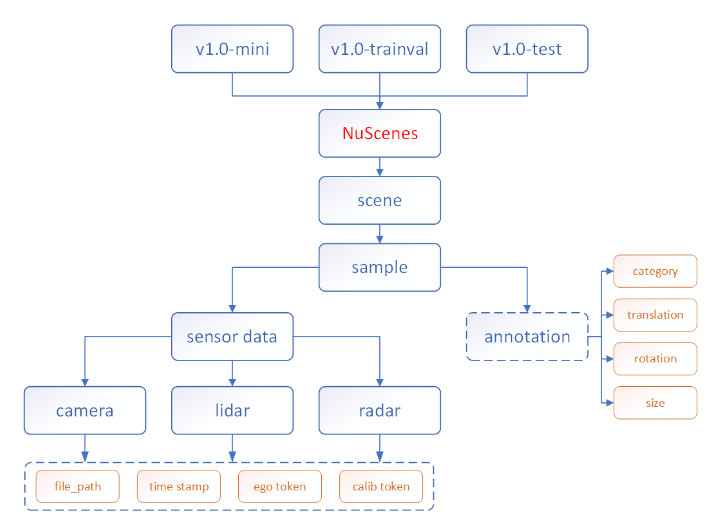 v1.0-mini
v1.0-trainval
v1.0-test
NuScenes
scene
sample
sensor data
annotation
category
translation
rotation
size
camera
lidar
radar
file_path
time stamp
ego token
calib token